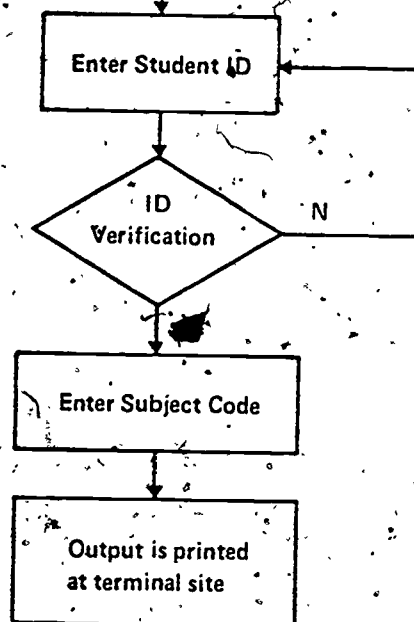 Enter Student ID
ID
Verification
N
Enter Subject Code
Output is printed
at terminal site